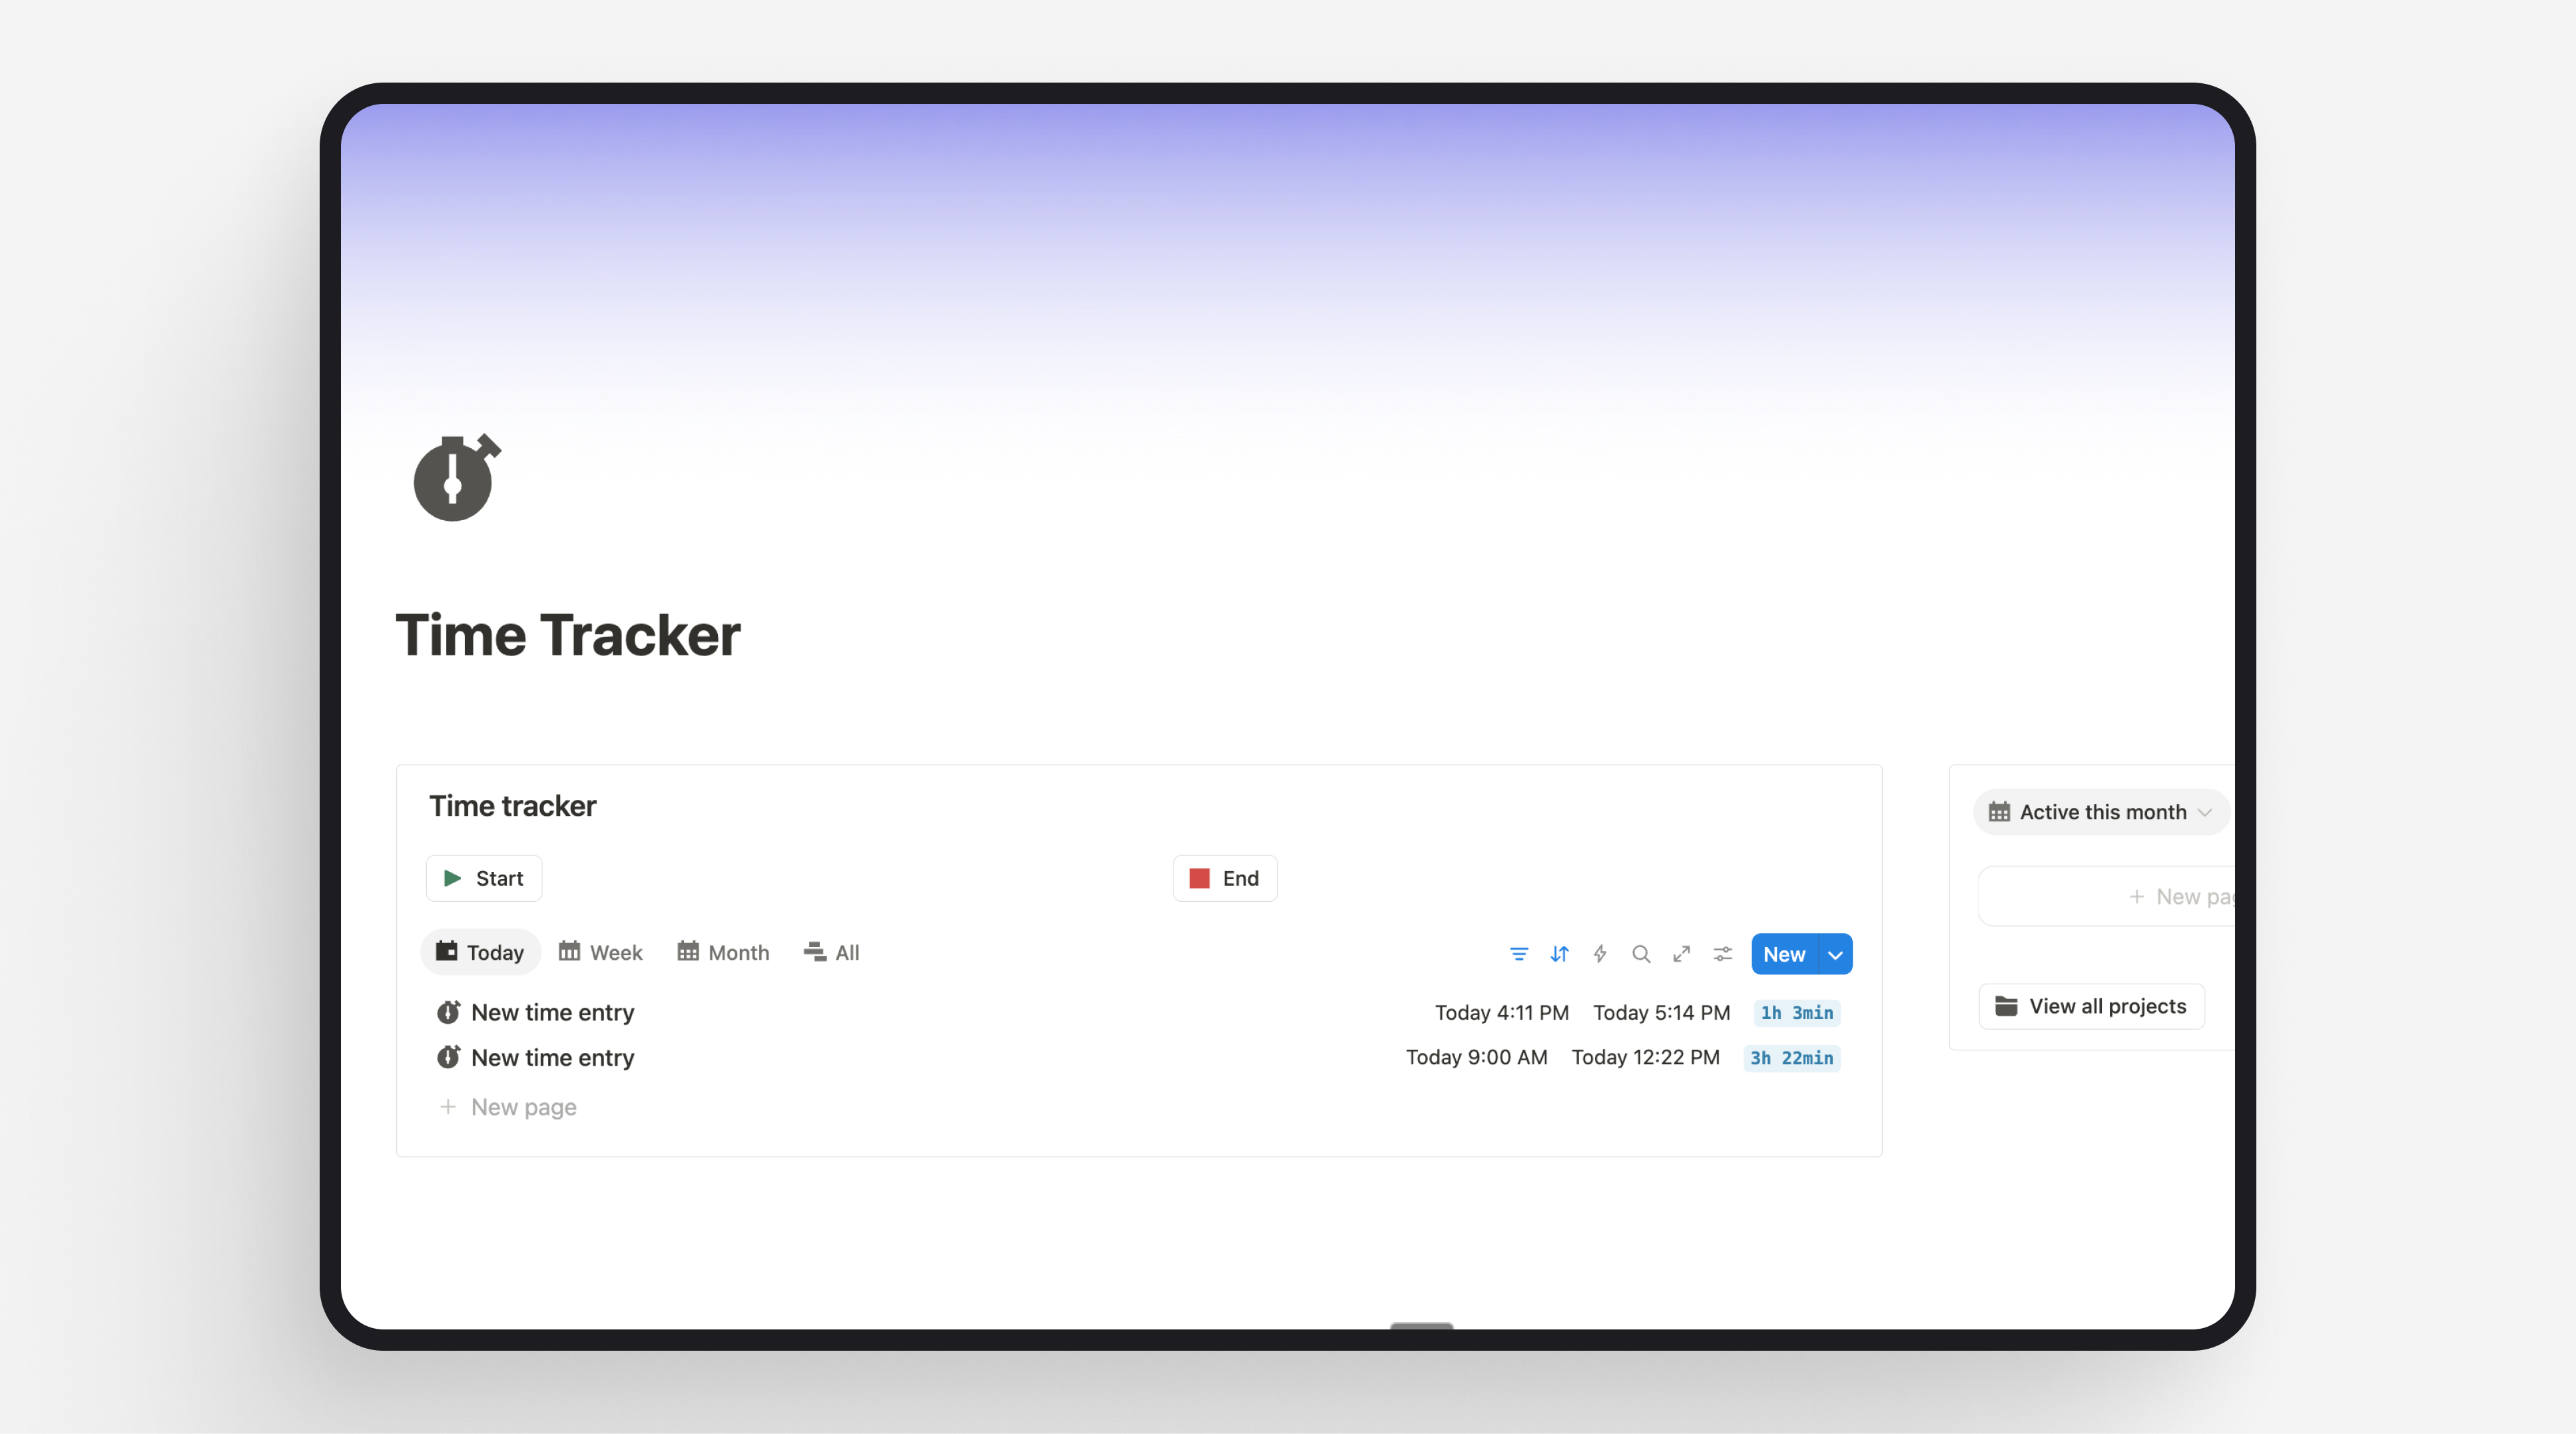 Time Tracker
Time tracker
Start
End
Today Week Month All
New
New time entry Today 4:11 PM Today 5:14 PM 1h 3min
New time entry Today 9:00 AM Today 12:22 PM 3h 22min
New page
Active this month
New
View all projects